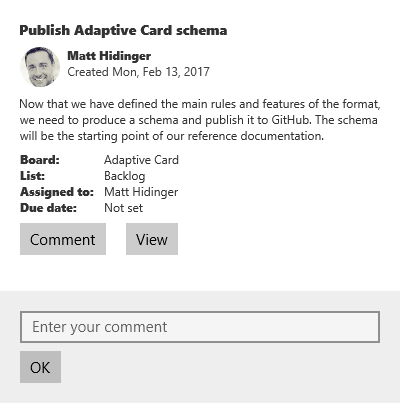 Publish Adaptive Card schema
Matt Hidinger
Created Mon, Feb 13, 2017
Now that we have defined the main rules and features of the format,
we need to produce a schema and publish it to GitHub. The schema
will be the starting point of our reference documentation.
Board: Adaptive Card
List: Backlog
Assigned to: Matt Hidinger
Due date: Not set
Comment View
Enter your comment
OK